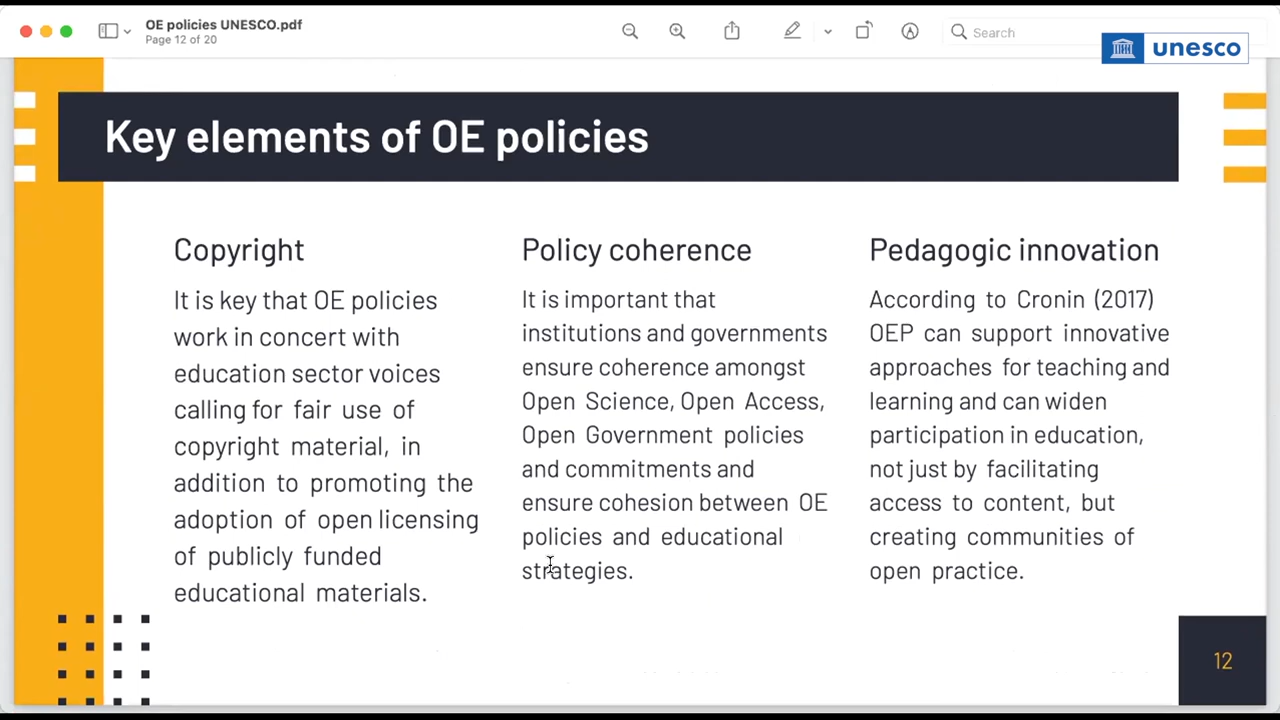 OE policies UNESCO.pdf
Page 12 of 20
Search
unesco
Key elements of OE policies
Copyright
It is key that OE policies
work in concert with
education sector voices
calling for fair use of
copyright material, in
addition to promoting the
adoption of open licensing
of publicly funded
educational materials.
Policy coherence
It is important that
institutions and governments
ensure coherence amongst
Open Science, Open Access,
Open Government policies
and commitments and
ensure cohesion between OE
policies and educational
strategies.
Pedagogic innovation
According to Cronin (2017)
OEP can support innovative
approaches for teaching and
learning and can widen
participation in education,
not just by facilitating
access to content, but
creating communities of
open practice.
12